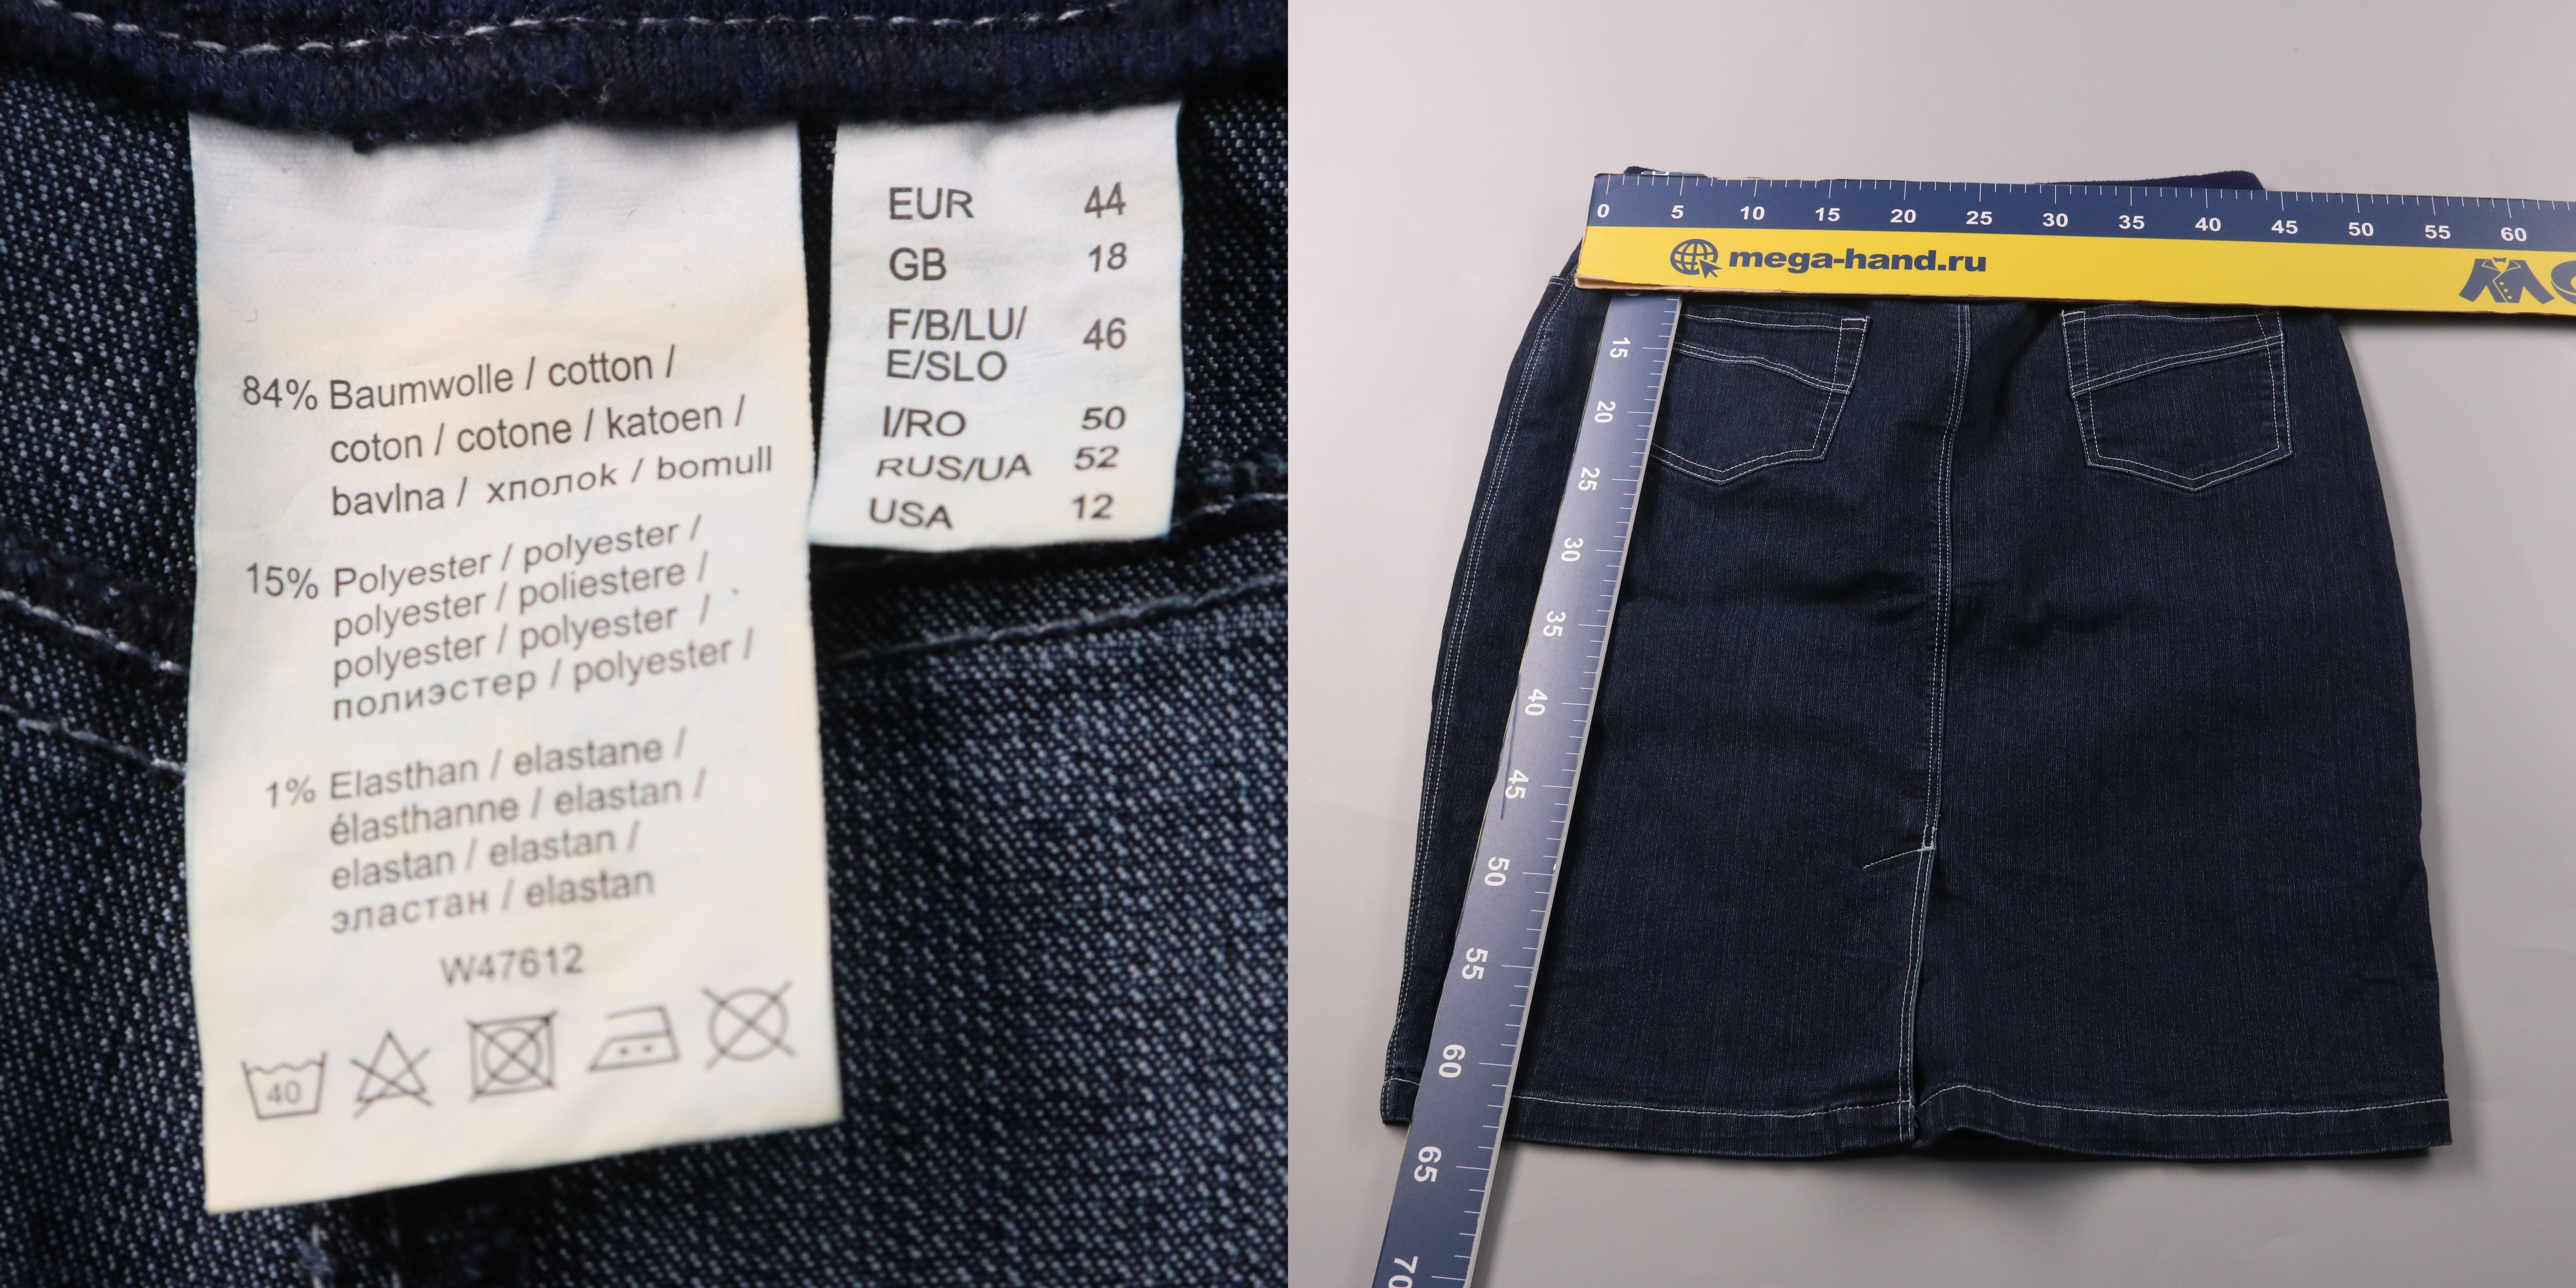 84% Baumwolle / cotton /
coton / cotone / katoen /
bavlna / хполок / bomull
15% Polyester / polyester /
polyester / poliestere /
polyester / polyester /
полиэстер / polyester /
1% Elasthan / elastane /
élasthanne / elastan /
elastan / elastan /
эластан / elastan
W47612
40
EUR 44
GB 18
F/B/LU/
E/SLO 46
I/RO 50
RUS/UA 52
USA 12
0 5 10 15 20 25 30 35 40 45 50 55 60
mega-hand.ru
15
20
25
30
35
40
45
50
55
60
65
70